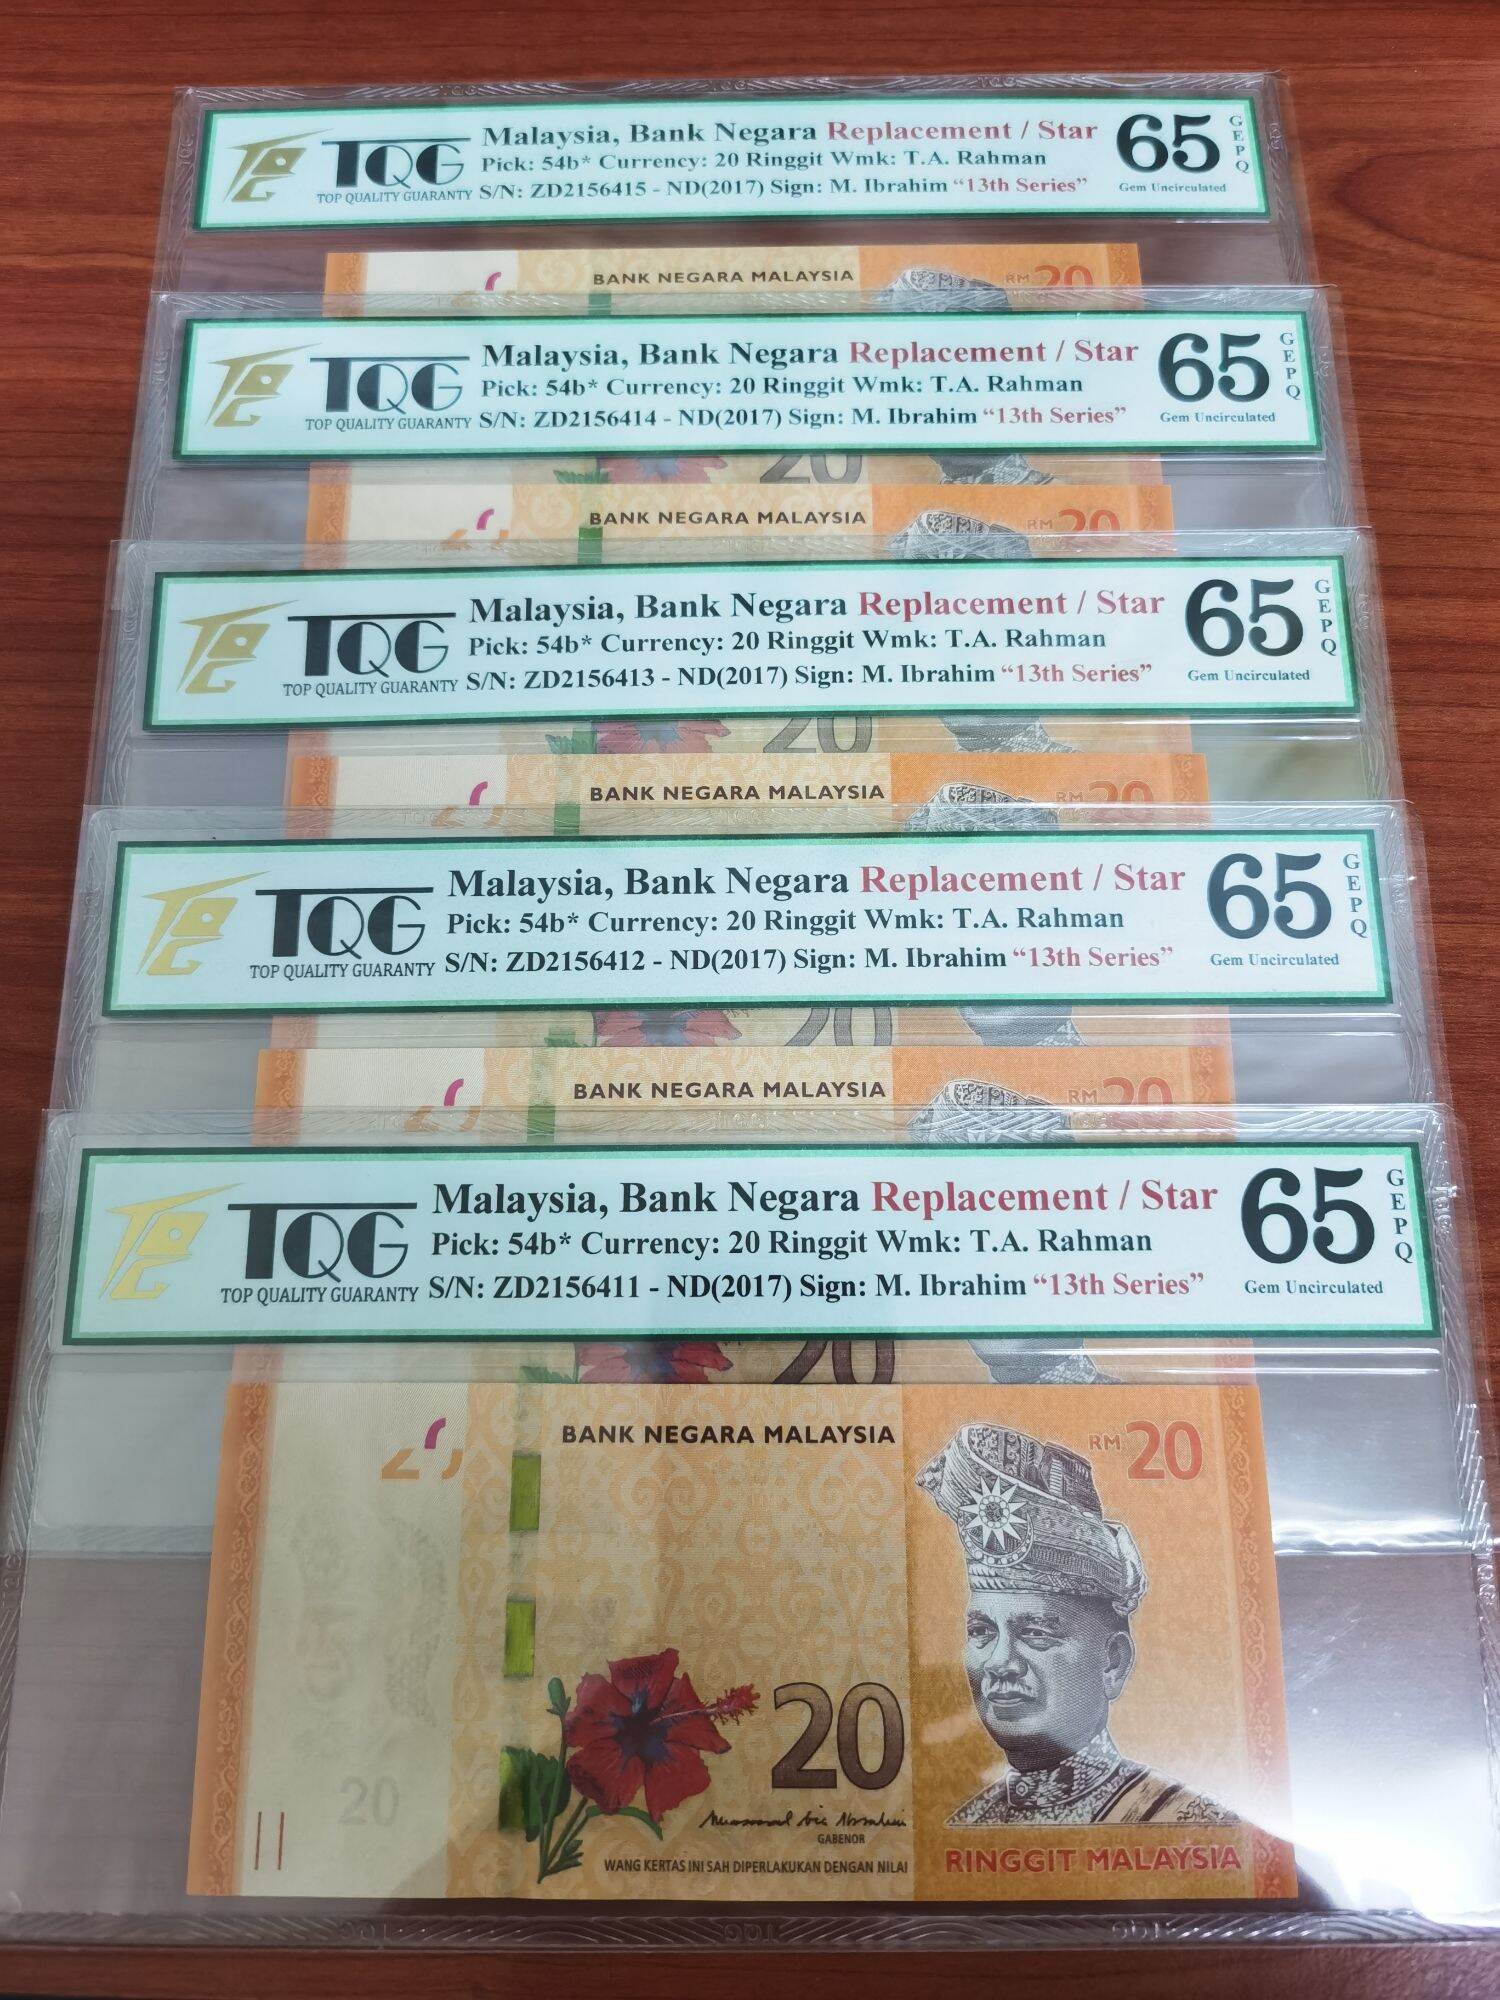 TQG
TOP QUALITY GUARANTY
Malaysia, Bank Negara Replacement / Star
Pick: 54b* Currency: 20 Ringgit Wmk: T.A. Rahman
S/N: ZD2156415 - ND(2017) Sign: M. Ibrahim “13th Series”
65
GEPQ
Gem Uncirculated
BANK NEGARA MALAYSIA
RM20
TQG
TOP QUALITY GUARANTY
Malaysia, Bank Negara Replacement / Star
Pick: 54b* Currency: 20 Ringgit Wmk: T.A. Rahman
S/N: ZD2156414 - ND(2017) Sign: M. Ibrahim “13th Series”
65
GEPQ
Gem Uncirculated
20
BANK NEGARA MALAYSIA
RM20
TQG
TOP QUALITY GUARANTY
Malaysia, Bank Negara Replacement / Star
Pick: 54b* Currency: 20 Ringgit Wmk: T.A. Rahman
S/N: ZD2156413 - ND(2017) Sign: M. Ibrahim “13th Series”
65
GEPQ
Gem Uncirculated
20
BANK NEGARA MALAYSIA
RM20
TQG
TOP QUALITY GUARANTY
Malaysia, Bank Negara Replacement / Star
Pick: 54b* Currency: 20 Ringgit Wmk: T.A. Rahman
S/N: ZD2156412 - ND(2017) Sign: M. Ibrahim “13th Series”
65
GEPQ
Gem Uncirculated
20
BANK NEGARA MALAYSIA
RM20
TQG
TOP QUALITY GUARANTY
Malaysia, Bank Negara Replacement / Star
Pick: 54b* Currency: 20 Ringgit Wmk: T.A. Rahman
S/N: ZD2156411 - ND(2017) Sign: M. Ibrahim “13th Series”
65
GEPQ
Gem Uncirculated
20
BANK NEGARA MALAYSIA
RM20
20
20
GABENOR
WANG KERTAS INI SAH DIPERLAKUKAN DENGAN NILAI
RINGGIT MALAYSIA